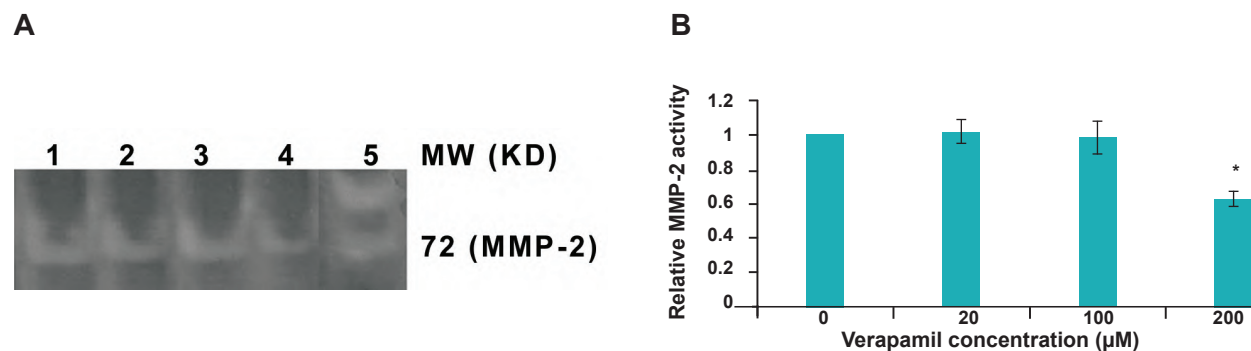 A
1 2 3 4 5 MW (KD)
72 (MMP-2)
B
Relative MMP-2 activity
1.2
1
0.8
0.6
0.4
0.2
0
*
0 20 100 200
Verapamil concentration (µM)